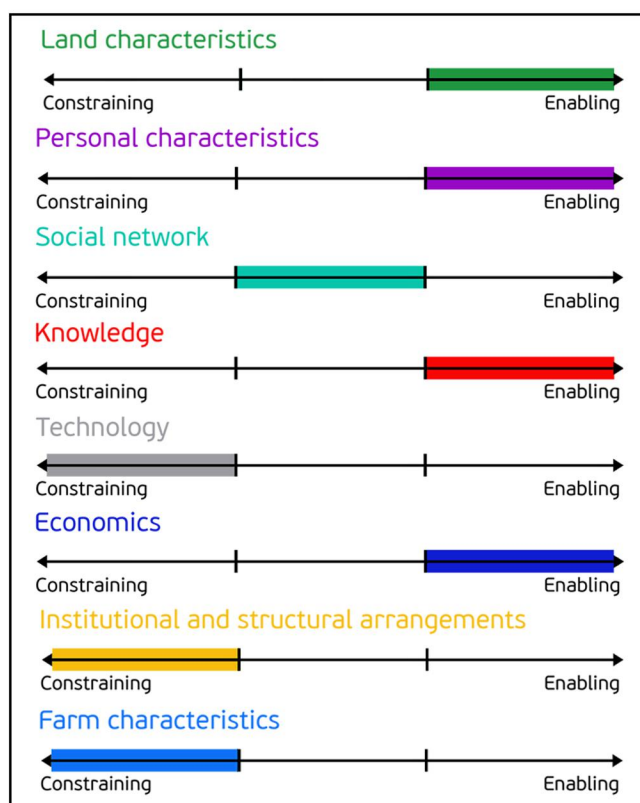 Land characteristics
Constraining Enabling
Personal characteristics
Constraining Enabling
Social network
Constraining Enabling
Knowledge
Constraining Enabling
Technology
Constraining Enabling
Economics
Constraining Enabling
Institutional and structural arrangements
Constraining Enabling
Farm characteristics
Constraining Enabling